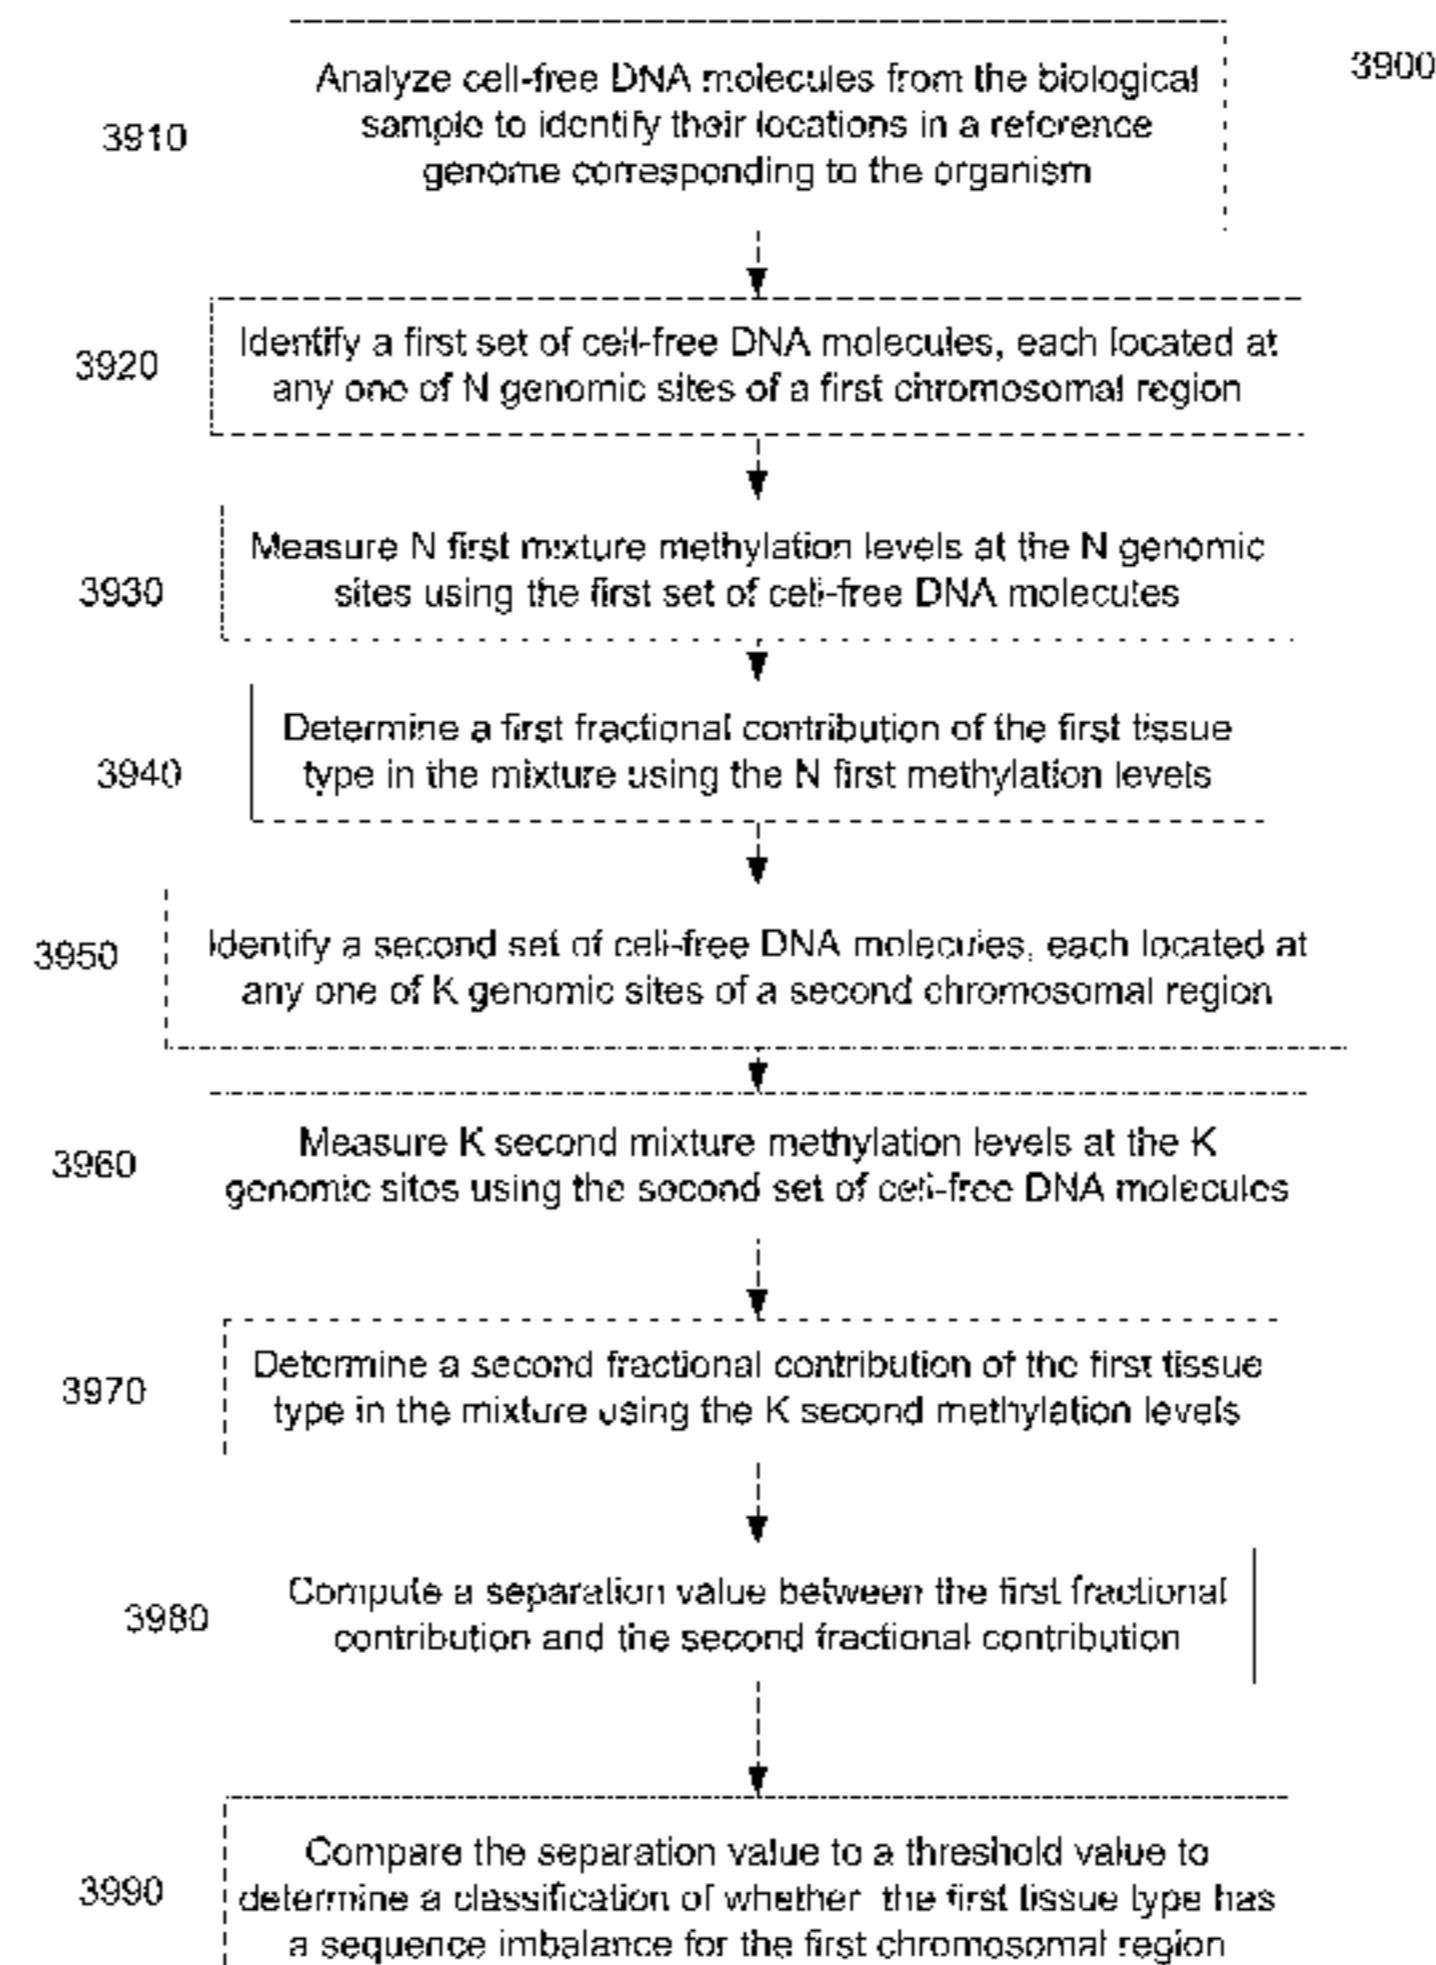 3900
3910
Analyze cell-free DNA molecules from the biological
sample to identify their locations in a reference
genome corresponding to the organism
3920
Identify a first set of cell-free DNA molecules, each located at
any one of N genomic sites of a first chromosomal region
3930
Measure N first mixture methylation levels at the N genomic
sites using the first set of cell-free DNA molecules
3940
Determine a first fractional contribution of the first tissue
type in the mixture using the N first methylation levels
3950
Identify a second set of cell-free DNA molecules, each located at
any one of K genomic sites of a second chromosomal region
3960
Measure K second mixture methylation levels at the K
genomic sites using the second set of cell-free DNA molecules
3970
Determine a second fractional contribution of the first tissue
type in the mixture using the K second methylation levels
3980
Compute a separation value between the first fractional
contribution and the second fractional contribution
3990
Compare the separation value to a threshold value to
determine a classification of whether the first tissue type has
a sequence imbalance for the first chromosomal region